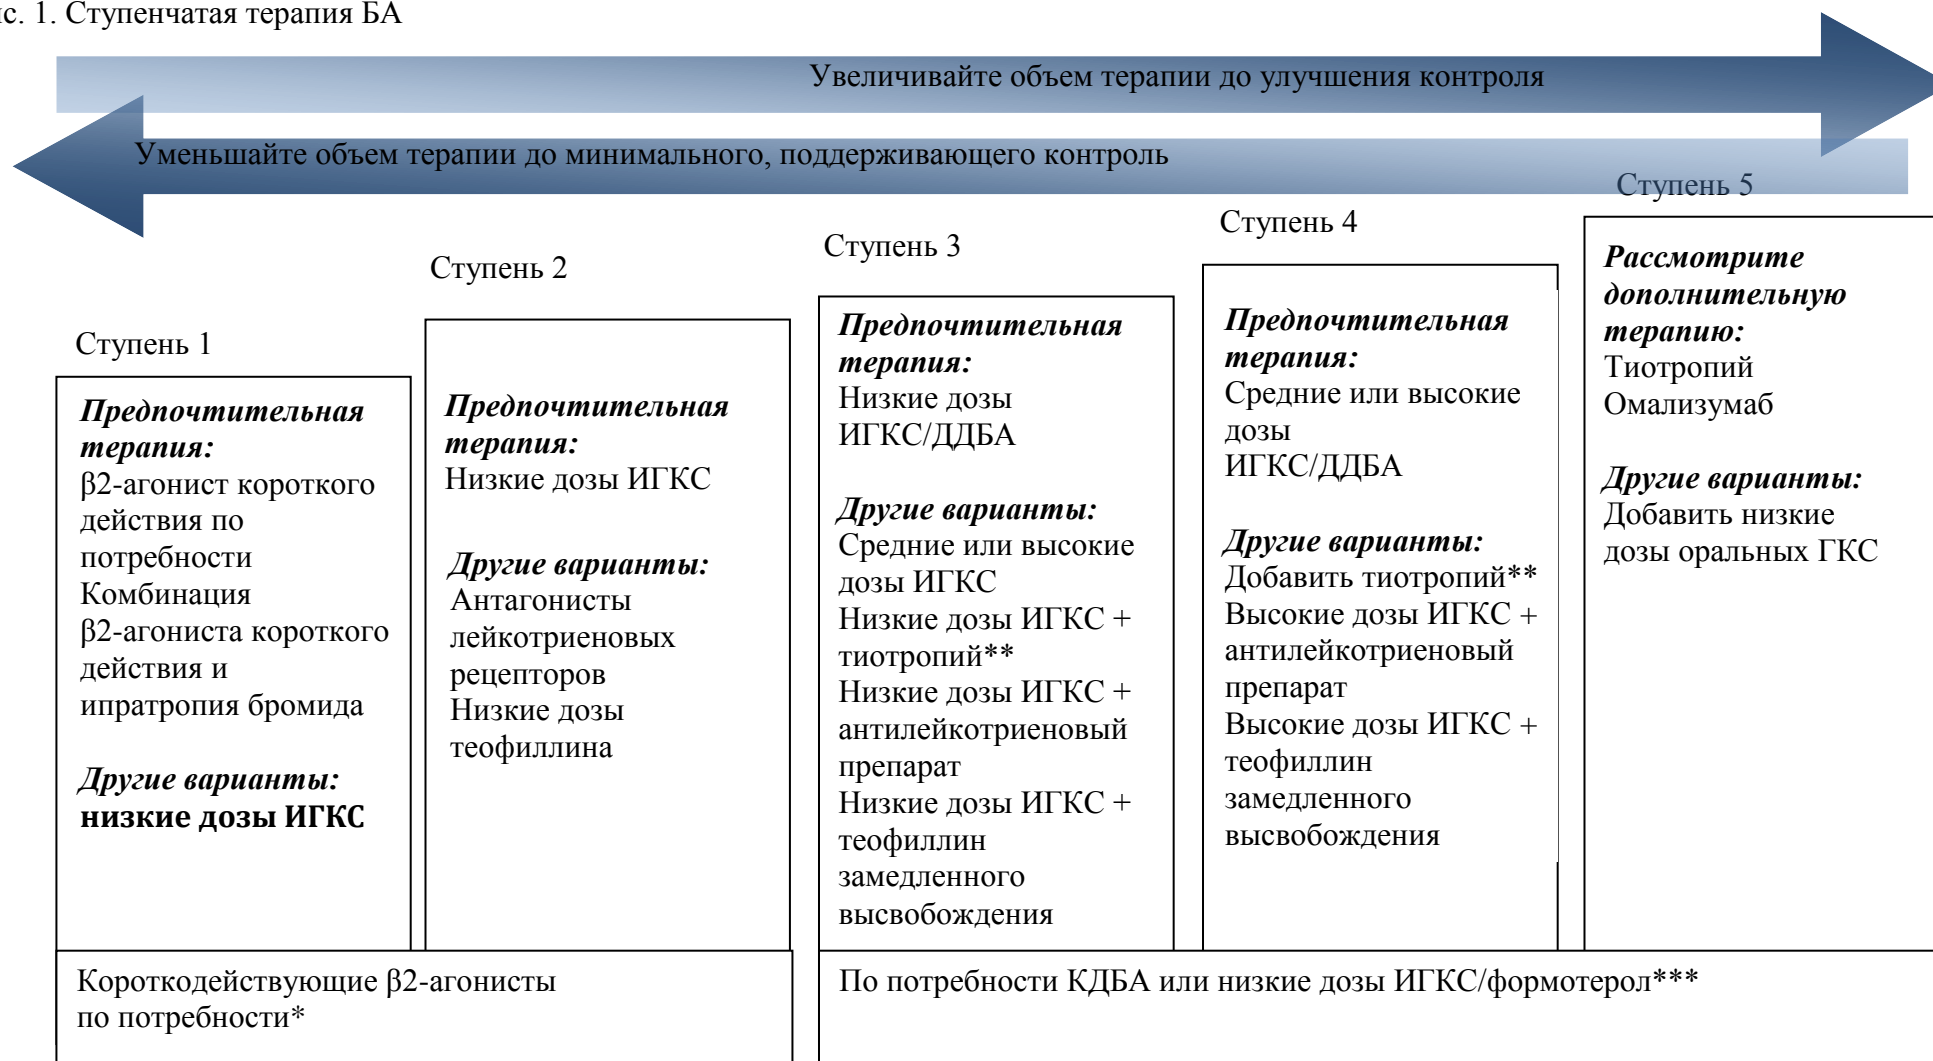 ис. 1. Ступенчатая терапия БА
Увеличивайте объем терапии до улучшения контроля
Уменьшайте объем терапии до минимального, поддерживающего контроль
Ступень 1
Предпочтительная
терапия:
β2-агонист короткого
действия по
потребности
Комбинация
β2-агониста короткого
действия и
ипратропия бромида
Другие варианты:
низкие дозы ИГКС
Ступень 2
Предпочтительная
терапия:
Низкие дозы ИГКС
Другие варианты:
Антагонисты
лейкотриеновых
рецепторов
Низкие дозы
теофиллина
Ступень 3
Предпочтительная
терапия:
Низкие дозы
ИГКС/ДДБА
Другие варианты:
Средние или высокие
дозы ИГКС
Низкие дозы ИГКС +
тиотропий**
Низкие дозы ИГКС +
антилейкотриеновый
препарат
Низкие дозы ИГКС +
теофиллин
замедленного
высвобождения
Ступень 4
Предпочтительная
терапия:
Средние или высокие
дозы
ИГКС/ДДБА
Другие варианты:
Добавить тиотропий**
Высокие дозы ИГКС +
антилейкотриеновый
препарат
Высокие дозы ИГКС +
теофиллин
замедленного
высвобождения
Ступень 5
Рассмотрите
дополнительную
терапию:
Тиотропий
Омализумаб
Другие варианты:
Добавить низкие
дозы оральных ГКС
Короткодействующие β2-агонисты
по потребности*
По потребности КДБА или низкие дозы ИГКС/формотерол***